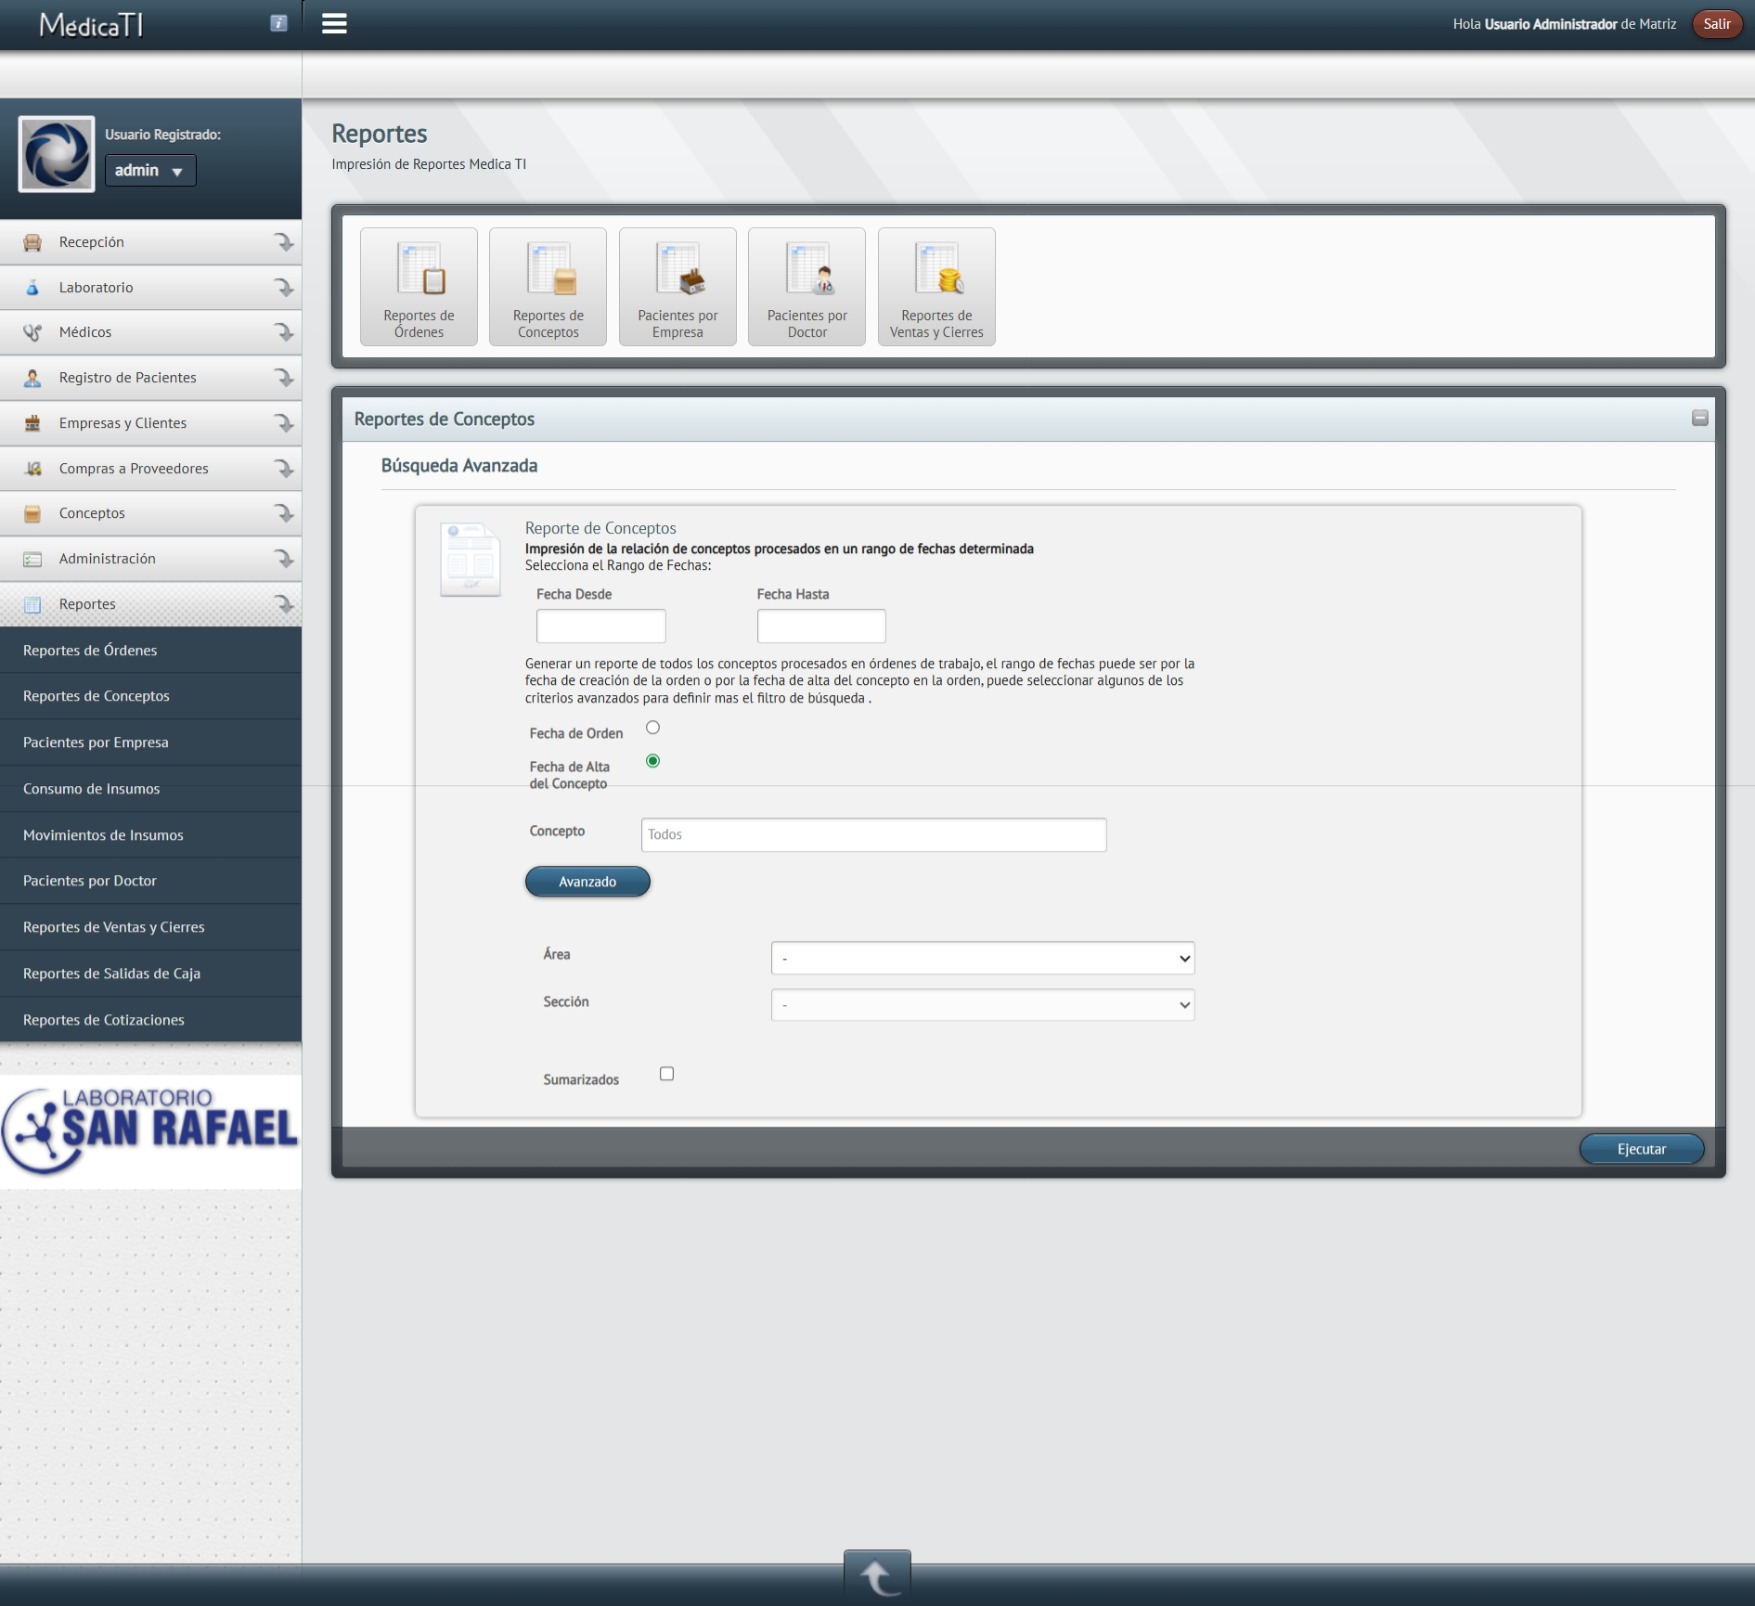 MédicaTI
Hola Usuario Administrador de Matriz
Salir
Usuario Registrado:
admin
Recepción
Laboratorio
Médicos
Registro de Pacientes
Empresas y Clientes
Compras a Proveedores
Conceptos
Administración
Reportes
Reportes de Órdenes
Reportes de Conceptos
Pacientes por Empresa
Consumo de Insumos
Movimientos de Insumos
Pacientes por Doctor
Reportes de Ventas y Cierres
Reportes de Salidas de Caja
Reportes de Cotizaciones
LABORATORIO
SAN RAFAEL
Reportes
Impresión de Reportes Medica TI
Reportes de
Órdenes
Reportes de
Conceptos
Pacientes por
Empresa
Pacientes por
Doctor
Reportes de
Ventas y Cierres
Reportes de Conceptos
Búsqueda Avanzada
Reporte de Conceptos
Impresión de la relación de conceptos procesados en un rango de fechas determinada
Selecciona el Rango de Fechas:
Fecha Desde
Fecha Hasta
Generar un reporte de todos los conceptos procesados en órdenes de trabajo, el rango de fechas puede ser por la
fecha de creación de la orden o por la fecha de alta del concepto en la orden, puede seleccionar algunos de los
criterios avanzados para definir mas el filtro de búsqueda .
Fecha de Orden
Fecha de Alta
del Concepto
Concepto
Todos
Avanzado
Área
-
Sección
-
Sumarizados
Ejecutar